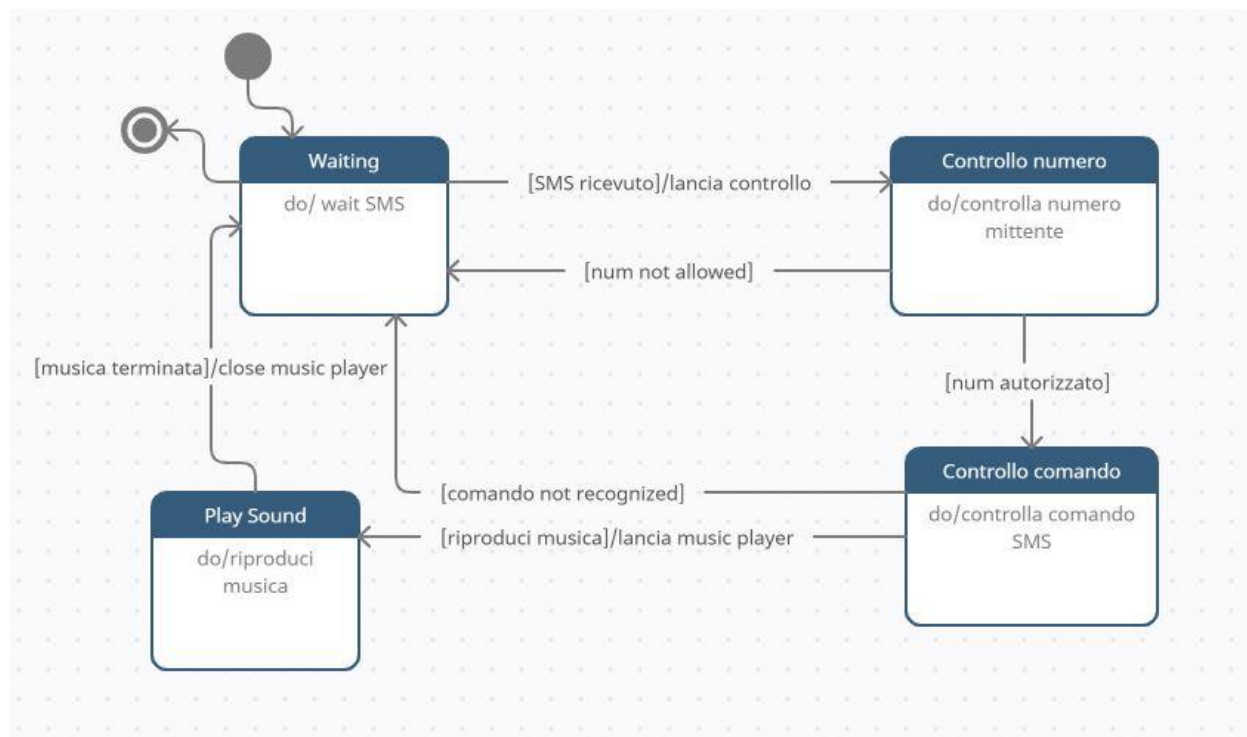 Waiting
do/ wait SMS
[SMS ricevuto]/lancia controllo
Controllo numero
do/controlla numero
mittente
[num not allowed]
[musica terminata]/close music player
[num autorizzato]
Controllo comando
do/controlla comando
SMS
[comando not recognized]
[riproduci musica]/lancia music player
Play Sound
do/riproduci
musica